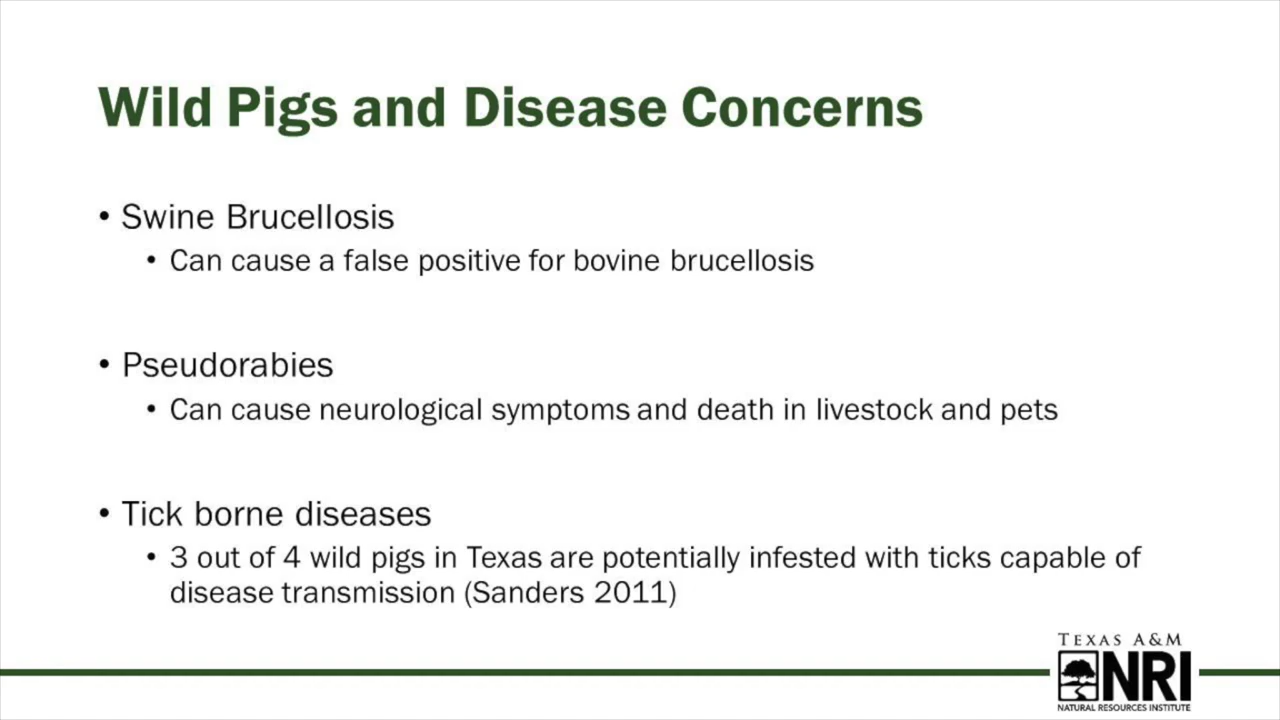 Wild Pigs and Disease Concerns
• Swine Brucellosis
• Can cause a false positive for bovine brucellosis
• Pseudorabies
• Can cause neurological symptoms and death in livestock and pets
• Tick borne diseases
• 3 out of 4 wild pigs in Texas are potentially infested with ticks capable of
disease transmission (Sanders 2011)
TEXAS A&M
NRI
NATURAL RESOURCES INSTITUTE